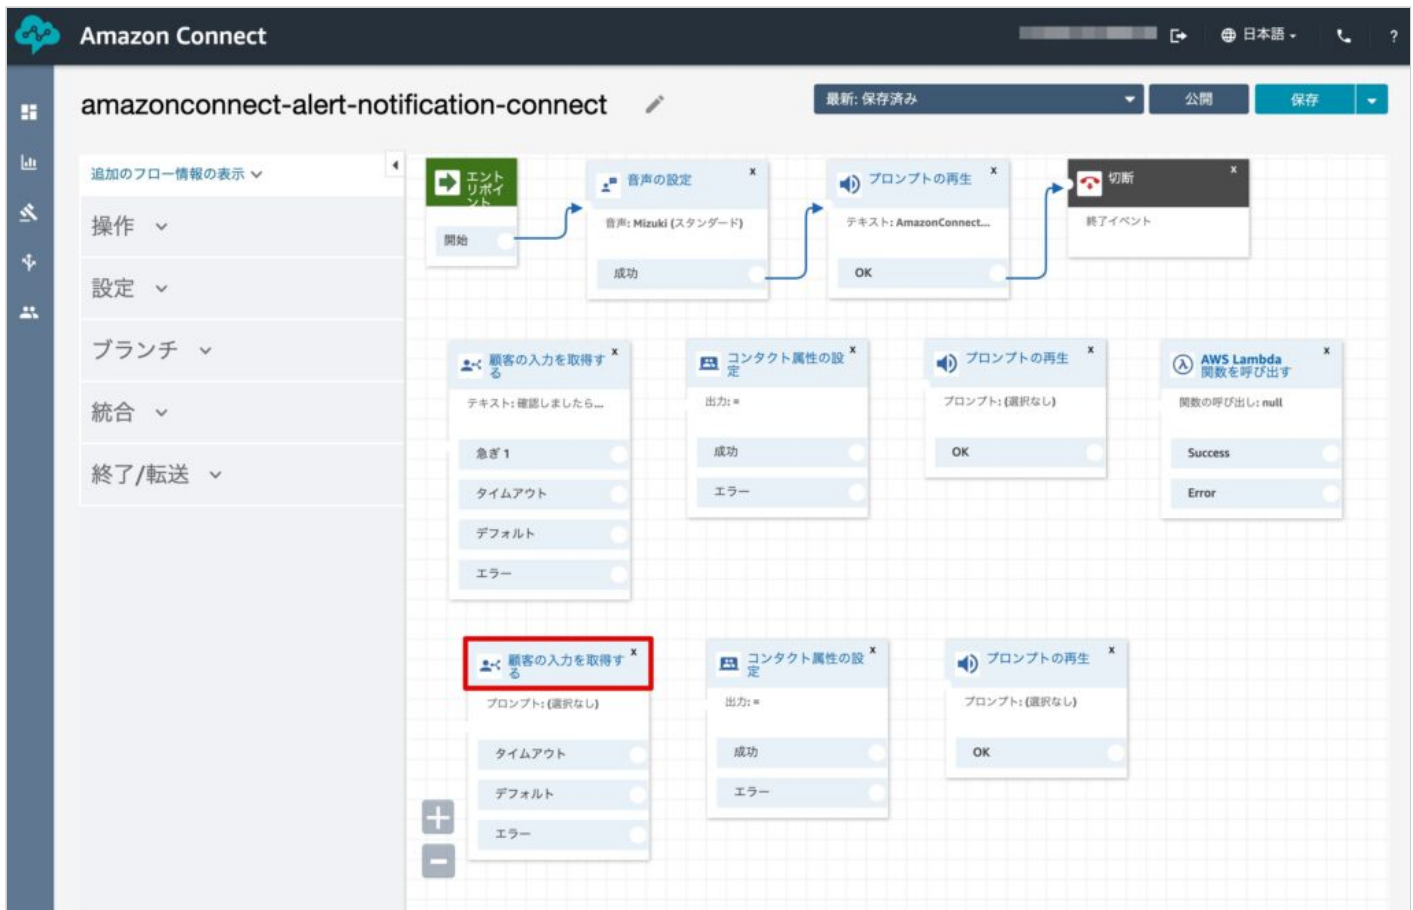 Amazon Connect
日本語
?
amazonconnect-alert-notification-connect
最新: 保存済み
公開
保存
追加のフロー情報の表示
操作
設定
ブランチ
統合
終了/転送
エント
リポイ
ント
開始
音声の設定
x
音声: Mizuki (スタンダード)
成功
プロンプトの再生
x
テキスト: AmazonConnect...
OK
切断
x
終了イベント
顧客の入力を取得す
る
x
テキスト: 確認しましたら...
急ぎ 1
タイムアウト
デフォルト
エラー
コンタクト属性の設
定
x
出力: =
成功
エラー
プロンプトの再生
x
プロンプト: (選択なし)
OK
AWS Lambda
関数を呼び出す
x
関数の呼び出し: null
Success
Error
顧客の入力を取得す
る
x
プロンプト: (選択なし)
タイムアウト
デフォルト
エラー
コンタクト属性の設
定
x
出力: =
成功
エラー
プロンプトの再生
x
プロンプト: (選択なし)
OK